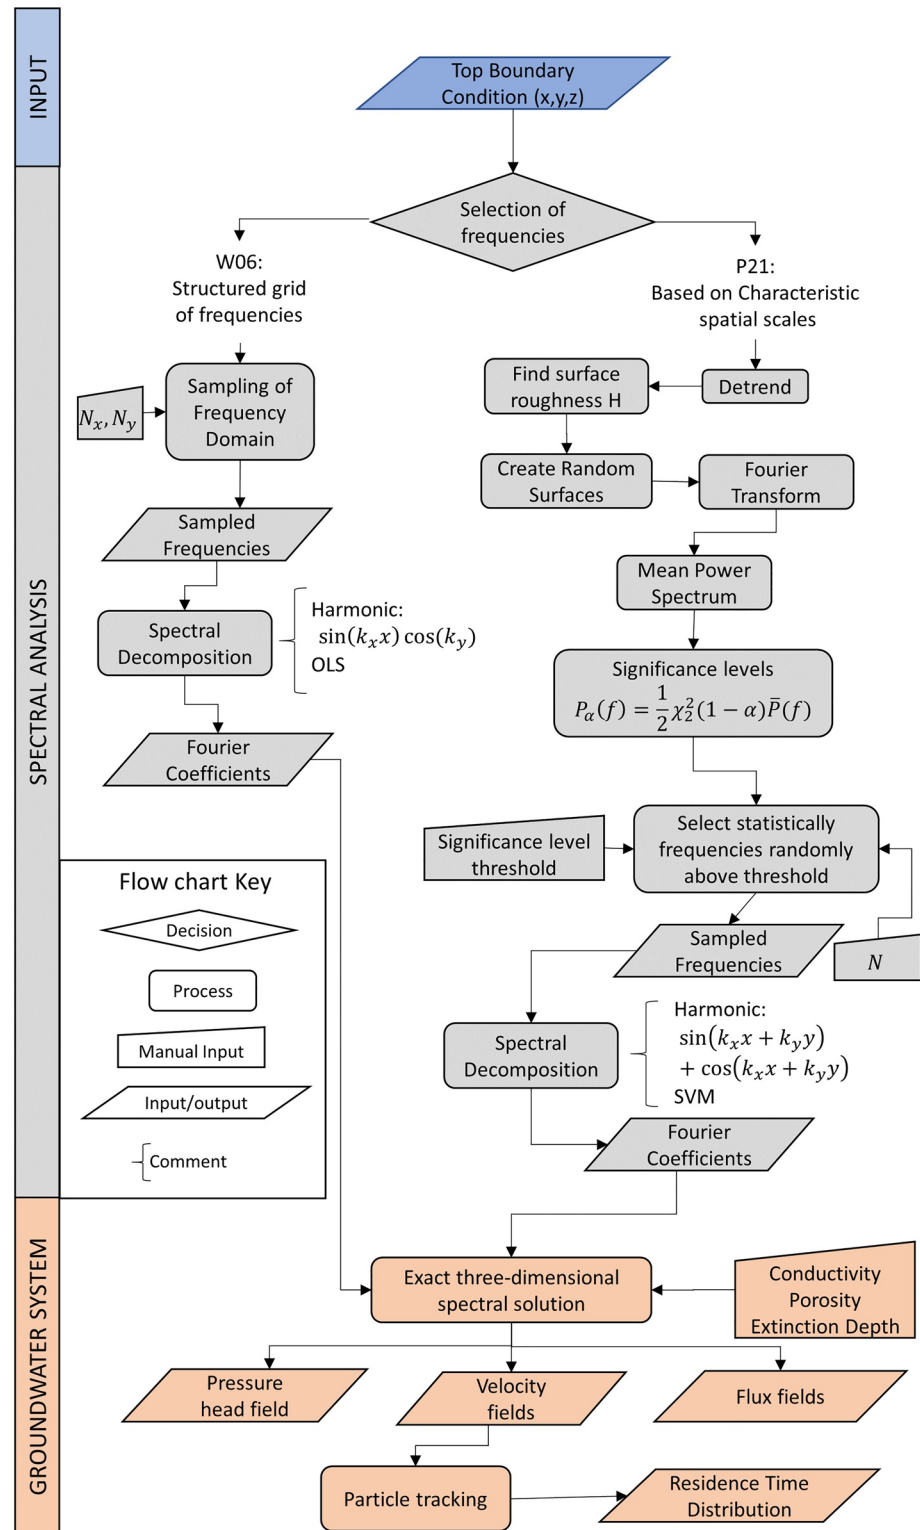 INPUT
Top Boundary
Condition (x,y,z)
SPECTRAL ANALYSIS
Selection of
frequencies
W06:
Structured grid
of frequencies
Sampling of
Frequency
Domain
N_x, N_y
Sampled
Frequencies
Spectral
Decomposition
Harmonic:
sin(k_x x) cos(k_y)
OLS
Fourier
Coefficients
P21:
Based on Characteristic
spatial scales
Detrend
Find surface
roughness H
Create Random
Surfaces
Fourier
Transform
Mean Power
Spectrum
Significance levels
P_α(f) = 1/2 χ_2^2 (1 − α) P̄(f)
Significance level
threshold
Select statistically
frequencies randomly
above threshold
N
Sampled
Frequencies
Spectral
Decomposition
Harmonic:
sin(k_x x + k_y y)
+ cos(k_x x + k_y y)
SVM
Fourier
Coefficients
Flow chart Key
Decision
Process
Manual Input
Input/output
Comment
GROUNDWATER SYSTEM
Exact three-dimensional
spectral solution
Conductivity
Porosity
Extinction Depth
Pressure
head field
Velocity
fields
Flux fields
Particle tracking
Residence Time
Distribution